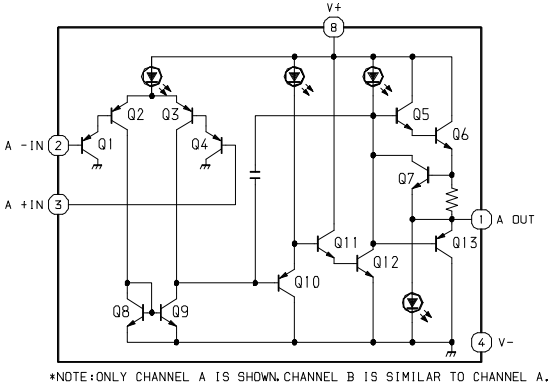 V+
8
Q2
Q3
Q5
Q6
A -IN
2
Q1
Q4
Q7
A +IN
3
1
A OUT
Q11
Q12
Q13
Q10
Q8
Q9
4
V-
*NOTE:ONLY CHANNEL A IS SHOWN.CHANNEL B IS SIMILAR TO CHANNEL A.